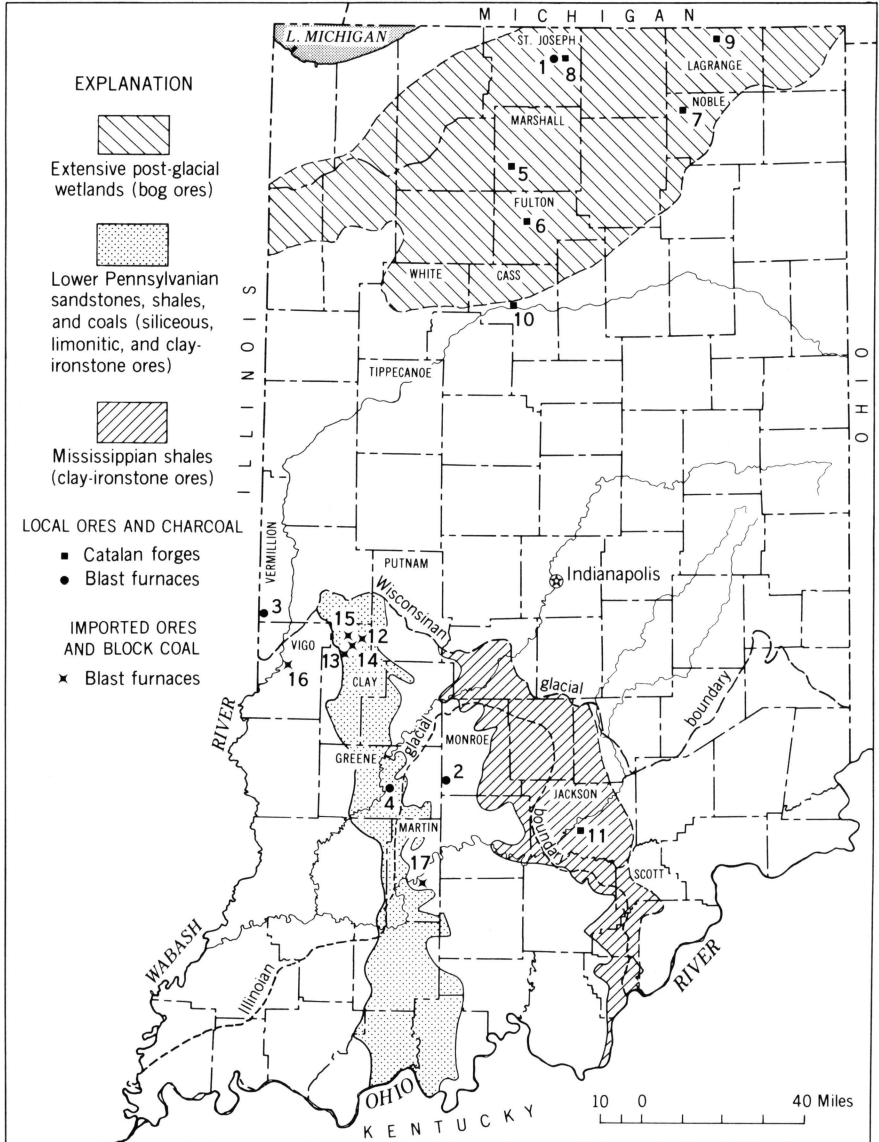 MICHIGAN
L. MICHIGAN
ST. JOSEPH
1
8
9
LAGRANGE
NOBLE
7
MARSHALL
5
FULTON
6
WHITE
CASS
10
TIPPECANOE
ILLINOIS
OHIO
EXPLANATION
Extensive post-glacial
wetlands (bog ores)
Lower Pennsylvanian
sandstones, shales,
and coals (siliceous,
limonitic, and clay-
ironstone ores)
Mississippian shales
(clay-ironstone ores)
LOCAL ORES AND CHARCOAL
Catalan forges
Blast furnaces
IMPORTED ORES
AND BLOCK COAL
Blast furnaces
VERMILLION
PUTNAM
Indianapolis
Wisconsinan
glacial
boundary
3
15
12
VIGO
13
14
16
CLAY
RIVER
GREENE
glacial
MONROE
2
4
JACKSON
boundary
11
MARTIN
17
SCOTT
WABASH
Illinoian
RIVER
OHIO
KENTUCKY
10 0 40 Miles